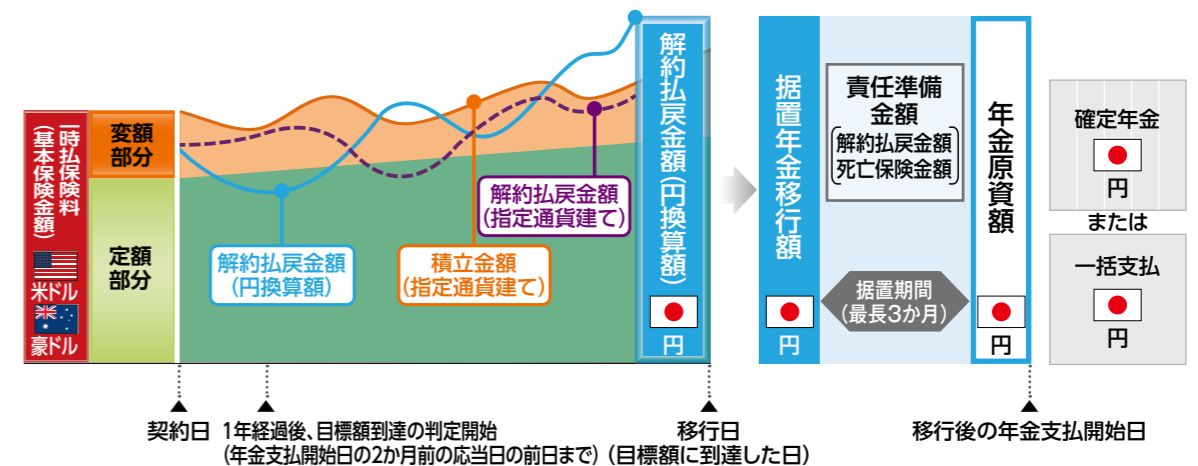 一時払保険料
(基本保険金額)
米ドル
豪ドル
変額
部分
定額
部分
解約払戻金額
(円換算額)
積立金額
(指定通貨建て)
解約払戻金額
(指定通貨建て)
解約払戻金額(円換算額)
円
据置年金移行額
円
責任準備
金額
解約払戻金額
死亡保険金額
据置期間
(最長3か月)
年金原資額
円
確定年金
円
または
一括支払
円
契約日
1年経過後、目標額到達の判定開始
(年金支払開始日の2か月前の応当日の前日まで)
移行日
(目標額に到達した日)
移行後の年金支払開始日